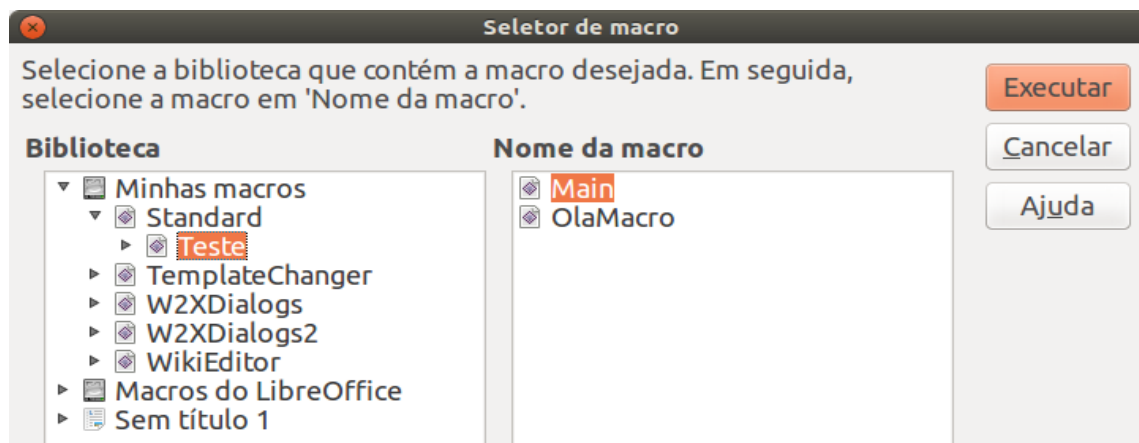 Seletor de macro
Selecione a biblioteca que contém a macro desejada. Em seguida,
selecione a macro em 'Nome da macro'.
Executar
Cancelar
Ajuda
Biblioteca
Minhas macros
Standard
Teste
TemplateChanger
W2XDialogs
W2XDialogs2
WikiEditor
Macros do LibreOffice
Sem título 1
Nome da macro
Main
OlaMacro